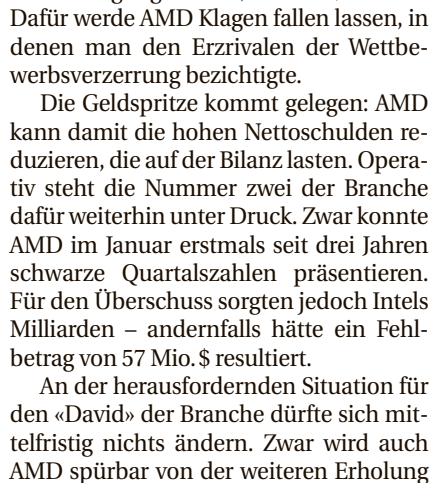 Dafür werde AMD Klagen fallen lassen, in
denen man den Erzrivalen der Wettbe-
werbsverzerrung bezichtigte.
Die Geldspritze kommt gelegen: AMD
kann damit die hohen Nettoschulden re-
duzieren, die auf der Bilanz lasten. Opera-
tiv steht die Nummer zwei der Branche
dafür weiterhin unter Druck. Zwar konnte
AMD im Januar erstmals seit drei Jahren
schwarze Quartalszahlen präsentieren.
Für den Überschuss sorgten jedoch Intels
Milliarden – andernfalls hätte ein Fehl-
betrag von 57 Mio. $ resultiert.
An der herausfordernden Situation für
den «David» der Branche dürfte sich mit-
telfristig nichts ändern. Zwar wird auch
AMD spürbar von der weiteren Erholung